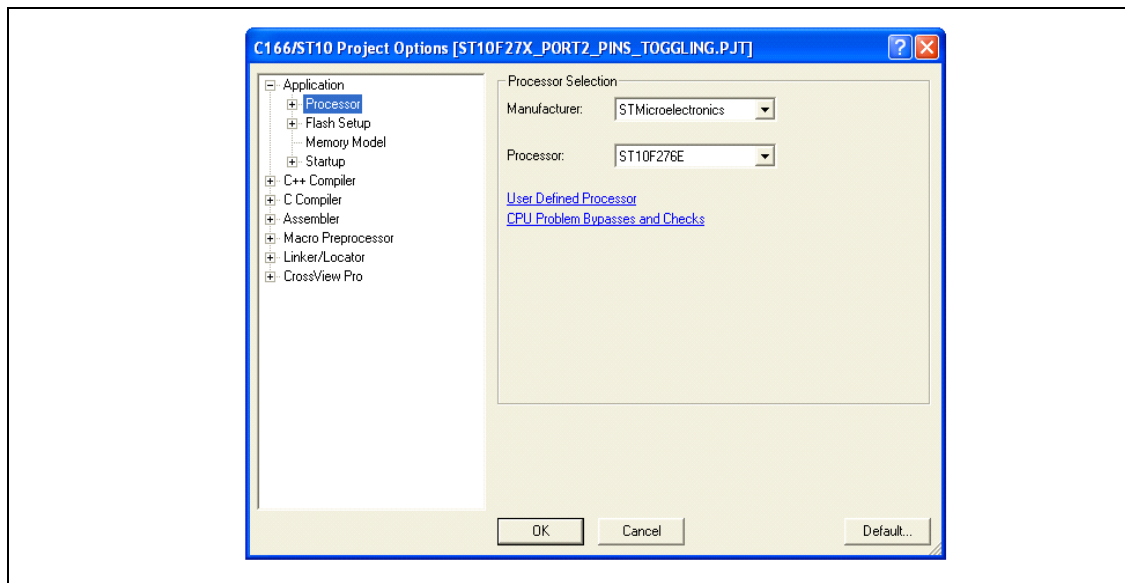 C166/ST10 Project Options [ST10F27X_PORT2_PINS_TOGGLING.PJT]
Application
Processor
Flash Setup
Memory Model
Startup
C++ Compiler
C Compiler
Assembler
Macro Preprocessor
Linker/Locator
CrossView Pro
Processor Selection
Manufacturer: STMicroelectronics
Processor: ST10F276E
User Defined Processor
CPU Problem Bypasses and Checks
OK Cancel Default...